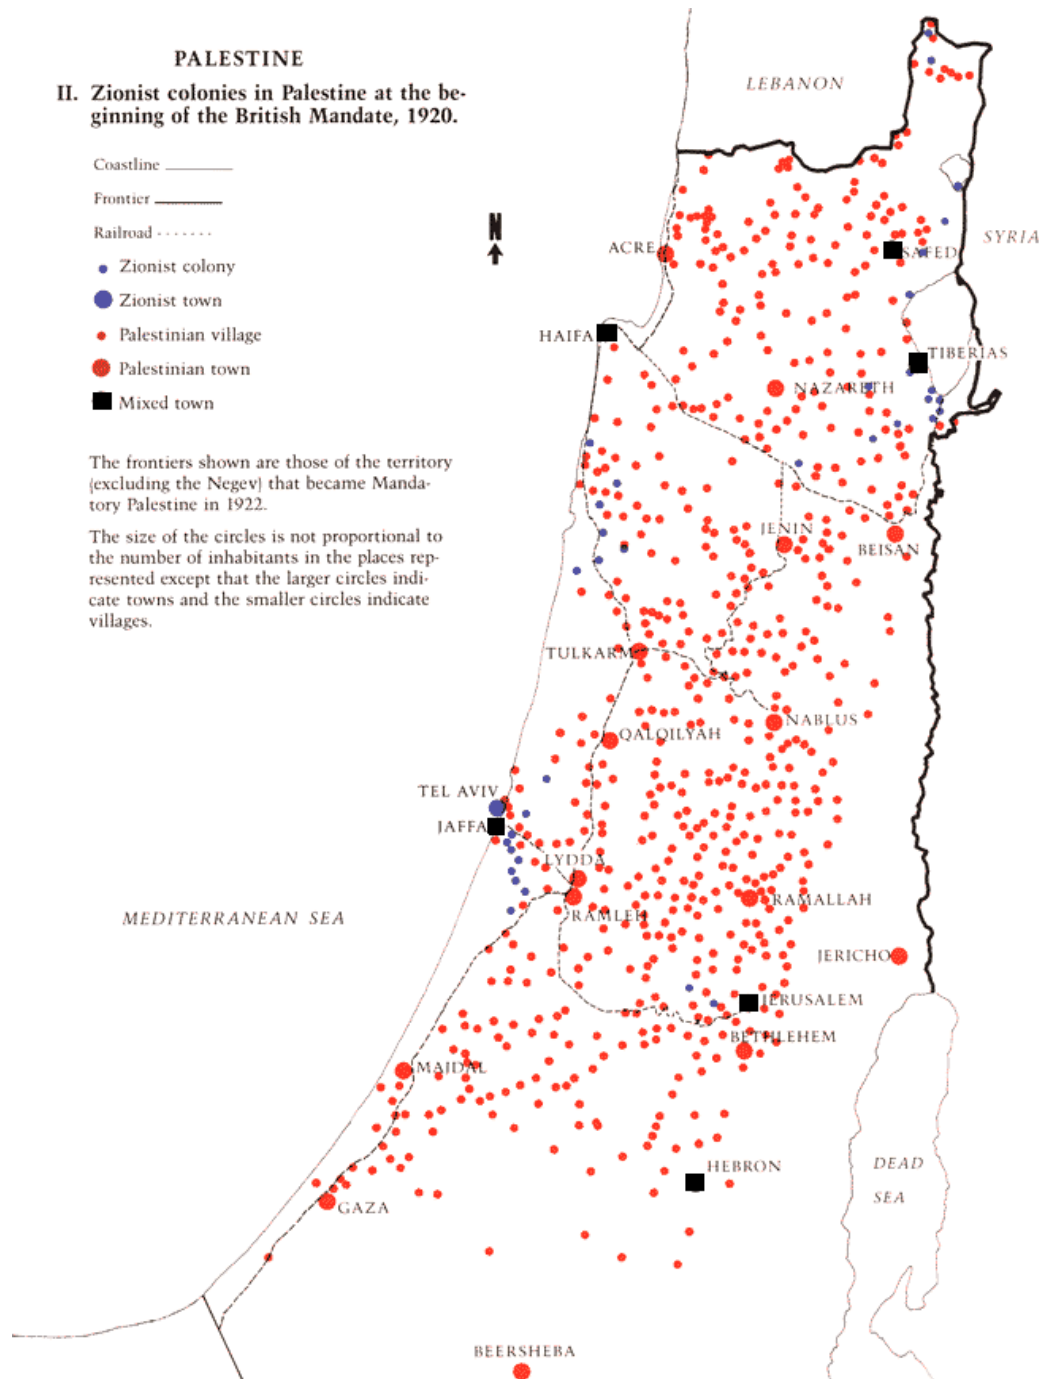 PALESTINE
II. Zionist colonies in Palestine at the be-
ginning of the British Mandate, 1920.
Coastline
Frontier
Railroad
Zionist colony
Zionist town
Palestinian village
Palestinian town
Mixed town
The frontiers shown are those of the territory
(excluding the Negev) that became Manda-
tory Palestine in 1922.
The size of the circles is not proportional to
the number of inhabitants in the places rep-
resented except that the larger circles indi-
cate towns and the smaller circles indicate
villages.
N
LEBANON
SYRIA
ACRE
SAFED
HAIFA
TIBERIAS
NAZARETH
JENIN
BEISAN
TULKARM
NABLUS
QALQILYAH
TEL AVIV
JAFFA
LYDDA
RAMLEH
RAMALLAH
MEDITERRANEAN SEA
JERICHO
JERUSALEM
BETHLEHEM
MAJDAL
HEBRON
DEAD
SEA
GAZA
BEERSHEBA